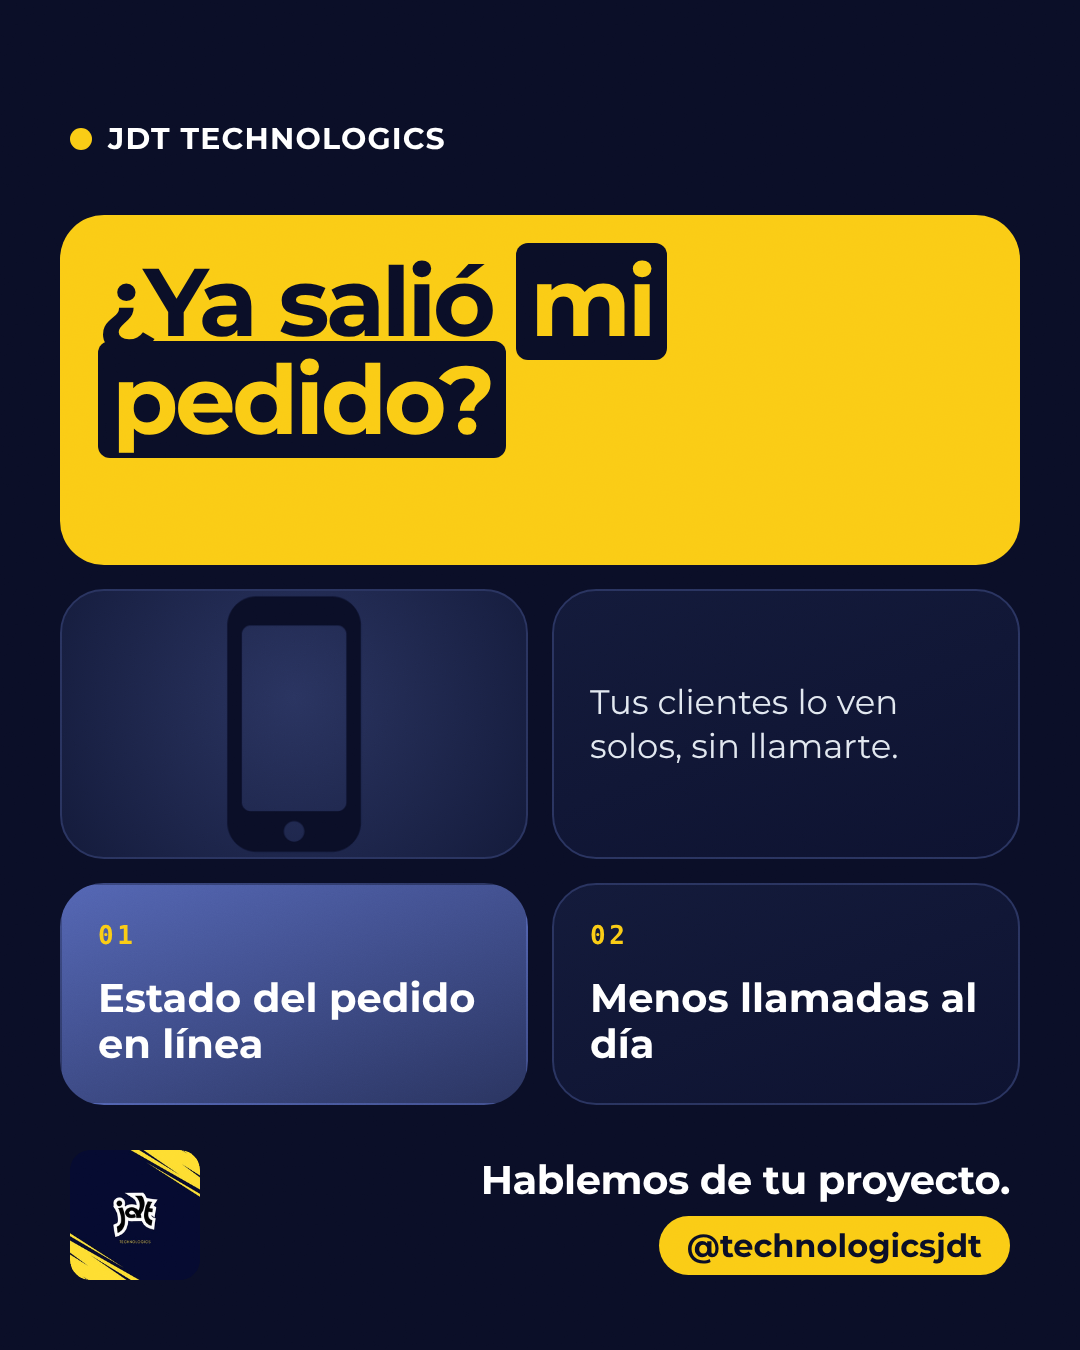 JDT TECHNOLOGICS
¿Ya salió mi
pedido?
Tus clientes lo ven
solos, sin llamarte.
01
Estado del pedido
en línea
02
Menos llamadas al
día
jdt
TECHNOLOGICS
Hablemos de tu proyecto.
@technologicsjdt